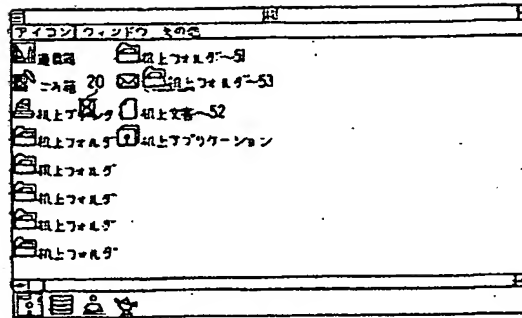 机
アイコン ウィンドウ その他
通信箱 机上フォルダ~51
ごみ箱 20 机上フォルダ~53
机上プリンタ 机上文書~52
机上フォルダ 机上アプリケーション
机上フォルダ
机上フォルダ
机上フォルダ
机上フォルダ